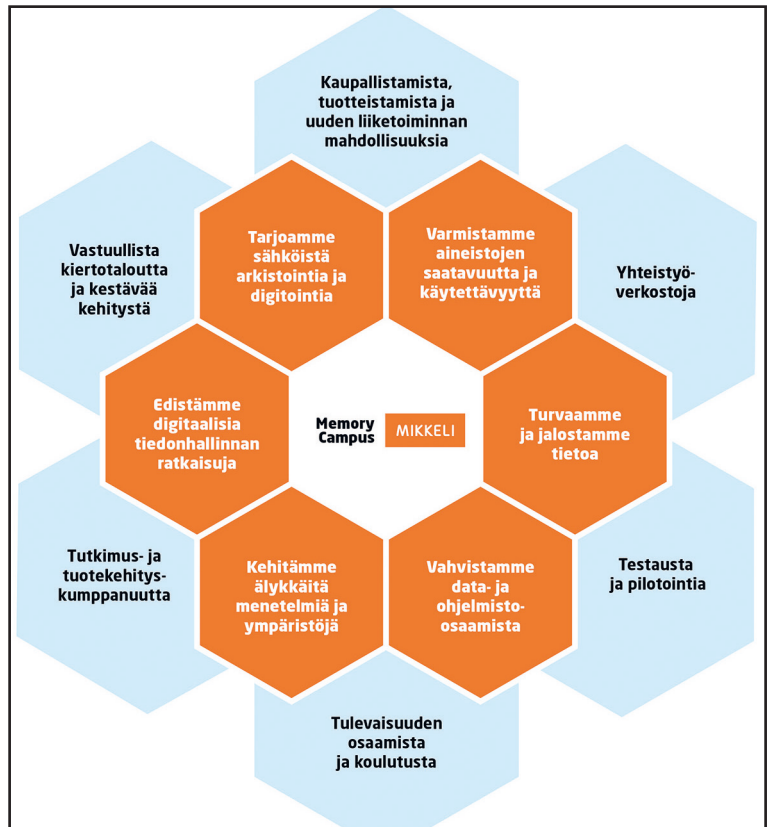 Kaupallistamista,
tuotteistamista ja
uuden liiketoiminnan
mahdollisuuksia
Vastuullista
kiertotaloutta
ja kestävää
kehitystä
Tarjoamme
sähköistä
arkistointia ja
digitointia
Varmistamme
aineistojen
saatavuutta ja
käytettävyyttä
Yhteistyö-
verkostoja
Edistämme
digitaalisia
tiedonhallinnan
ratkaisuja
Memory
Campus
MIKKELI
Turvaamme
ja jalostamme
tietoa
Tutkimus- ja
tuotekehitys-
kumppanuutta
Kehitämme
älykkäitä
menetelmiä ja
ympäristöjä
Vahvistamme
data- ja
ohjelmisto-
osaamista
Testausta
ja pilotointia
Tulevaisuuden
osaamista
ja koulutusta